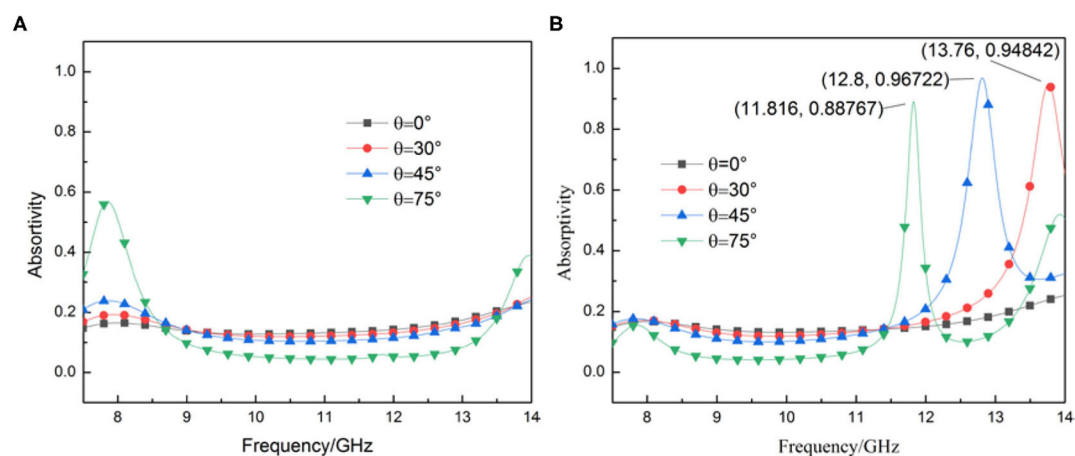 A
Absortivity
1.0
0.8
0.6
0.4
0.2
0.0
θ=0°
θ=30°
θ=45°
θ=75°
8 9 10 11 12 13 14
Frequency/GHz
B
Absorptivity
1.0
0.8
0.6
0.4
0.2
0.0
(13.76, 0.94842)
(12.8, 0.96722)
(11.816, 0.88767)
θ=0°
θ=30°
θ=45°
θ=75°
8 9 10 11 12 13 14
Frequency/GHz